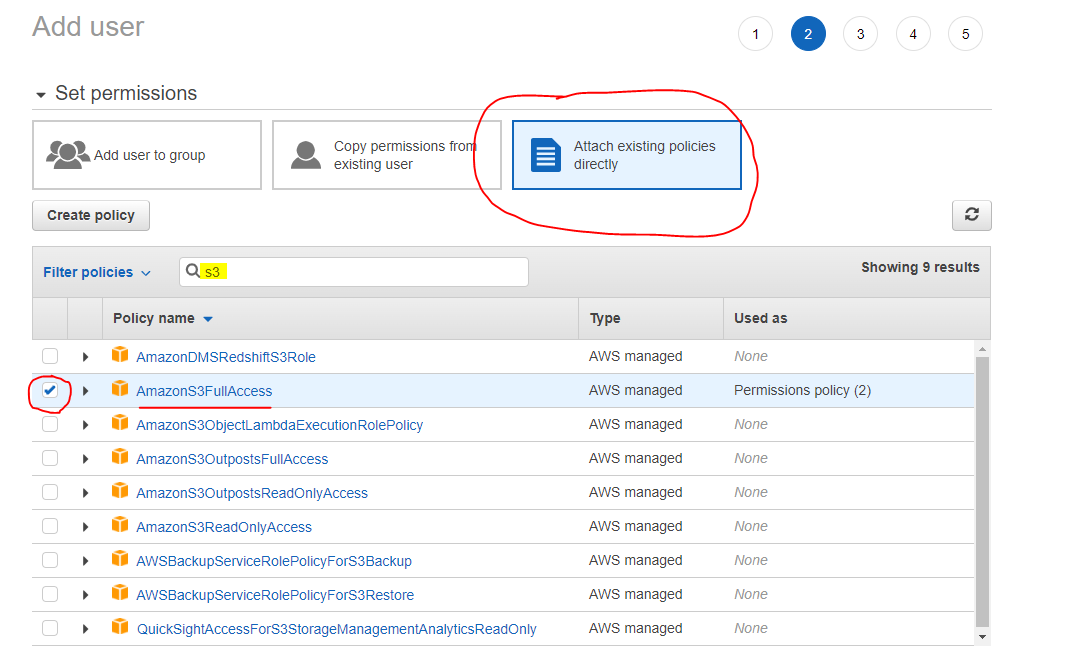 Add user
1 2 3 4 5
Set permissions
Add user to group
Copy permissions from
existing user
Attach existing policies
directly
Create policy
Filter policies
s3
Showing 9 results
Policy name Type Used as
AmazonDMSRedshiftS3Role AWS managed None
AmazonS3FullAccess AWS managed Permissions policy (2)
AmazonS3ObjectLambdaExecutionRolePolicy AWS managed None
AmazonS3OutpostsFullAccess AWS managed None
AmazonS3OutpostsReadOnlyAccess AWS managed None
AmazonS3ReadOnlyAccess AWS managed None
AWSBackupServiceRolePolicyForS3Backup AWS managed None
AWSBackupServiceRolePolicyForS3Restore AWS managed None
QuickSightAccessForS3StorageManagementAnalyticsReadOnly AWS managed None